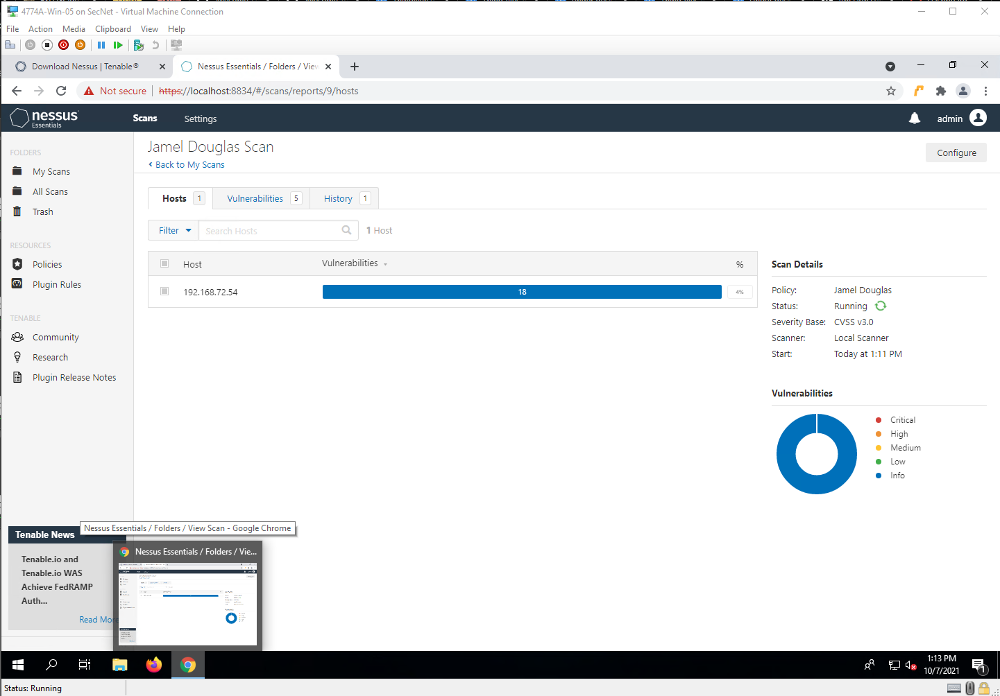 4774A-Win-05 on SecNet - Virtual Machine Connection
File Action Media Clipboard View Help
Download Nessus | Tenable®
Nessus Essentials / Folders / View
Not secure https://localhost:8834/#/scans/reports/9/hosts
nessus
Essentials
Scans Settings
admin
FOLDERS
My Scans
All Scans
Trash
RESOURCES
Policies
Plugin Rules
TENABLE
Community
Research
Plugin Release Notes
Jamel Douglas Scan
Back to My Scans
Configure
Hosts 1 Vulnerabilities 5 History 1
Filter Search Hosts 1 Host
Host Vulnerabilities %
192.168.72.54 18 4%
Scan Details
Policy: Jamel Douglas
Status: Running
Severity Base: CVSS v3.0
Scanner: Local Scanner
Start: Today at 1:11 PM
Vulnerabilities
Critical
High
Medium
Low
Info
Nessus Essentials / Folders / View Scan - Google Chrome
Tenable News
Tenable.io and
Tenable.io WAS
Achieve FedRAMP
Auth...
Read More
Nessus Essentials / Folders / Vie...
1:13 PM
10/7/2021
1
Status: Running